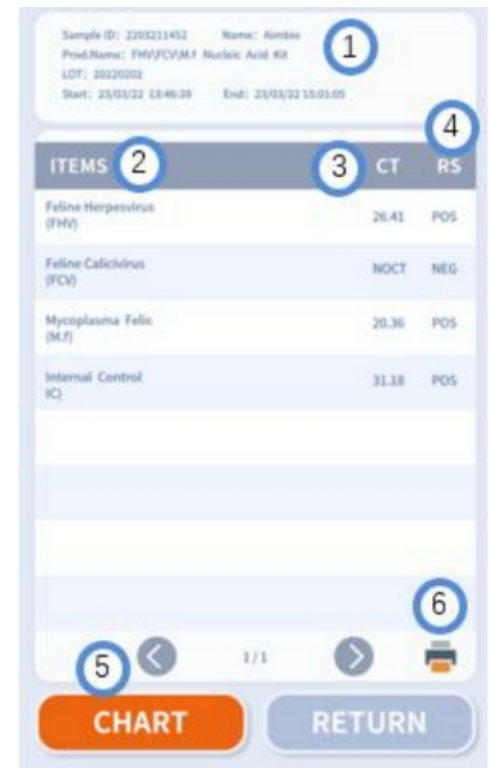 Sample ID: 2203211452 Name: Aimbio
Prod.Name: FHV\FCV\M.f Nucleic Acid Kit
LOT: 20220202
Start: 23/03/22 13:46:39 End: 23/03/22 15:01:05
1
4
ITEMS 2 3 CT RS
Feline Herpesvirus
(FHV) 26.41 POS
Feline Calicivirus
(FCV) NOCT NEG
Mycoplasma Felis
(M.f) 20.36 POS
Internal Control
IC) 31.18 POS
6
5 1/1
CHART RETURN